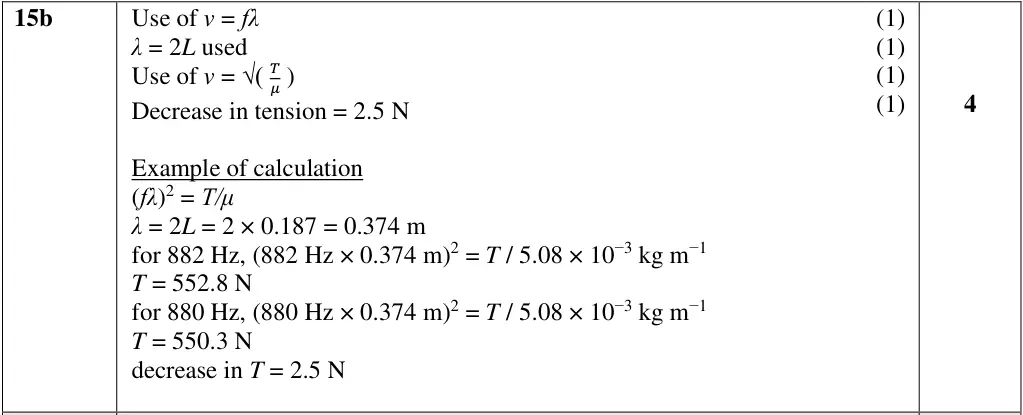 15b
Use of v = fλ (1)
λ = 2L used (1)
Use of v = √( T/μ ) (1)
Decrease in tension = 2.5 N (1)
4
Example of calculation
(fλ)² = T/μ
λ = 2L = 2 × 0.187 = 0.374 m
for 882 Hz, (882 Hz × 0.374 m)² = T / 5.08 × 10⁻³ kg m⁻¹
T = 552.8 N
for 880 Hz, (880 Hz × 0.374 m)² = T / 5.08 × 10⁻³ kg m⁻¹
T = 550.3 N
decrease in T = 2.5 N